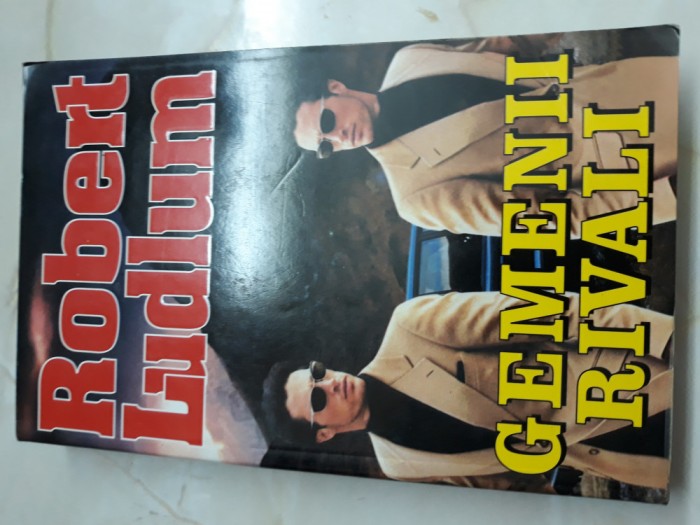 Robert
Ludlum
GEMENII
RIVALI